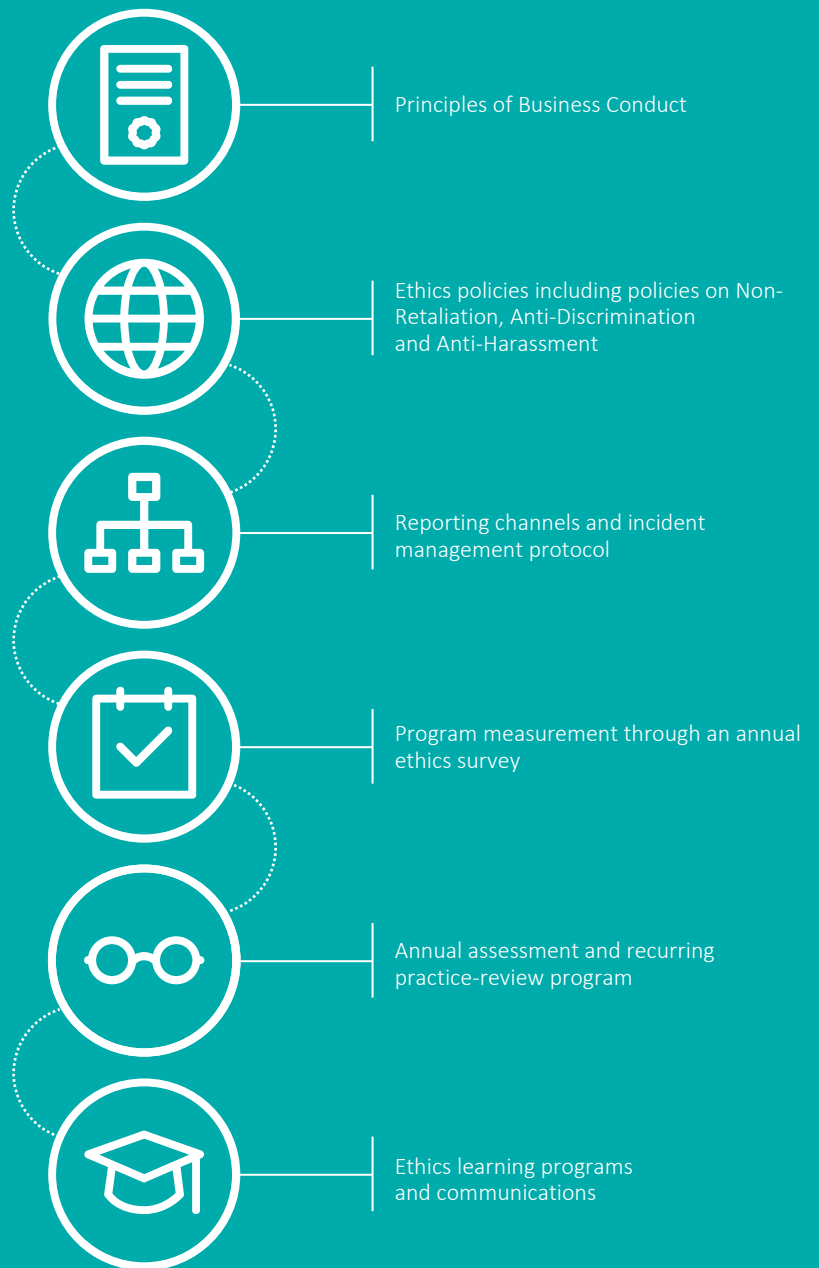 Principles of Business Conduct
Ethics policies including policies on Non-
Retaliation, Anti-Discrimination
and Anti-Harassment
Reporting channels and incident
management protocol
Program measurement through an annual
ethics survey
Annual assessment and recurring
practice-review program
Ethics learning programs
and communications